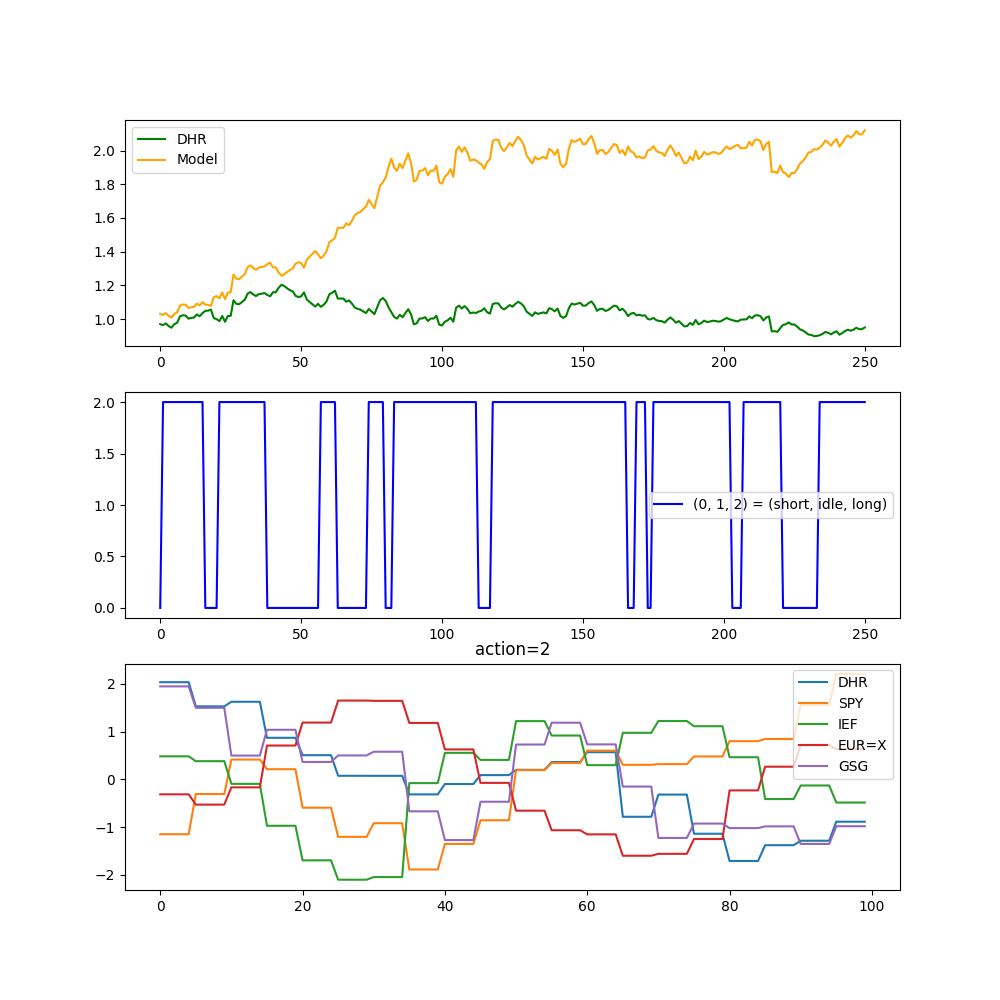 DHR
Model
2.0
1.8
1.6
1.4
1.2
1.0
0 50 100 150 200 250
2.0
1.5
1.0
0.5
0.0
(0, 1, 2) = (short, idle, long)
0 50 100 150 200 250
action=2
2
1
0
−1
−2
DHR
SPY
IEF
EUR=X
GSG
0 20 40 60 80 100